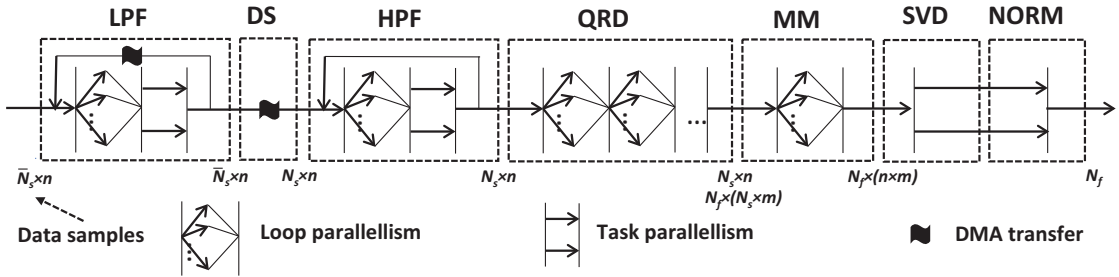 LPF DS HPF QRD MM SVD NORM
... ...
N̄s×n N̄s×n Ns×n Ns×n Ns×n Nf×(n×m) Nf
Nf×(Ns×m)
Data samples Loop parallellism Task parallelism DMA transfer